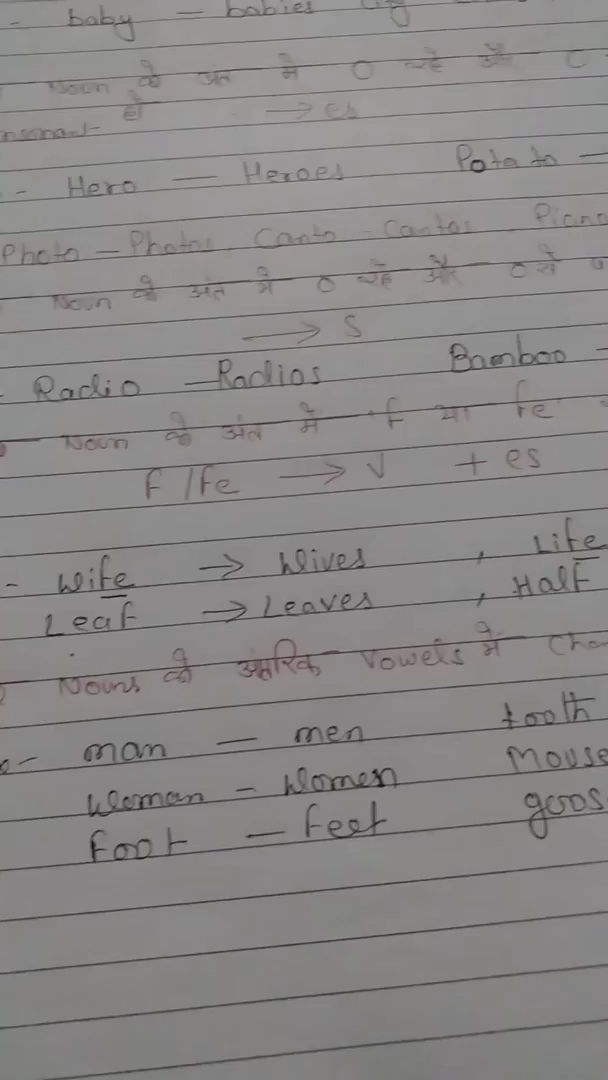 - baby - babies
Noun के अंत में o रहे और
हो → es
- Hero - Heroes Potato -
Photo - Photos Canto - Cantos Piano
Noun के अंत में o रहे और o से
→ s
- Radio - Radios Bamboo -
Noun के अंत में f या fe
F/Fe → v + es
- Wife → Wives , Life
Leaf → Leaves , Half
Nouns के Vowels में Cha
man - men tooth
Woman - Women Mouse
Foot - Feet goos